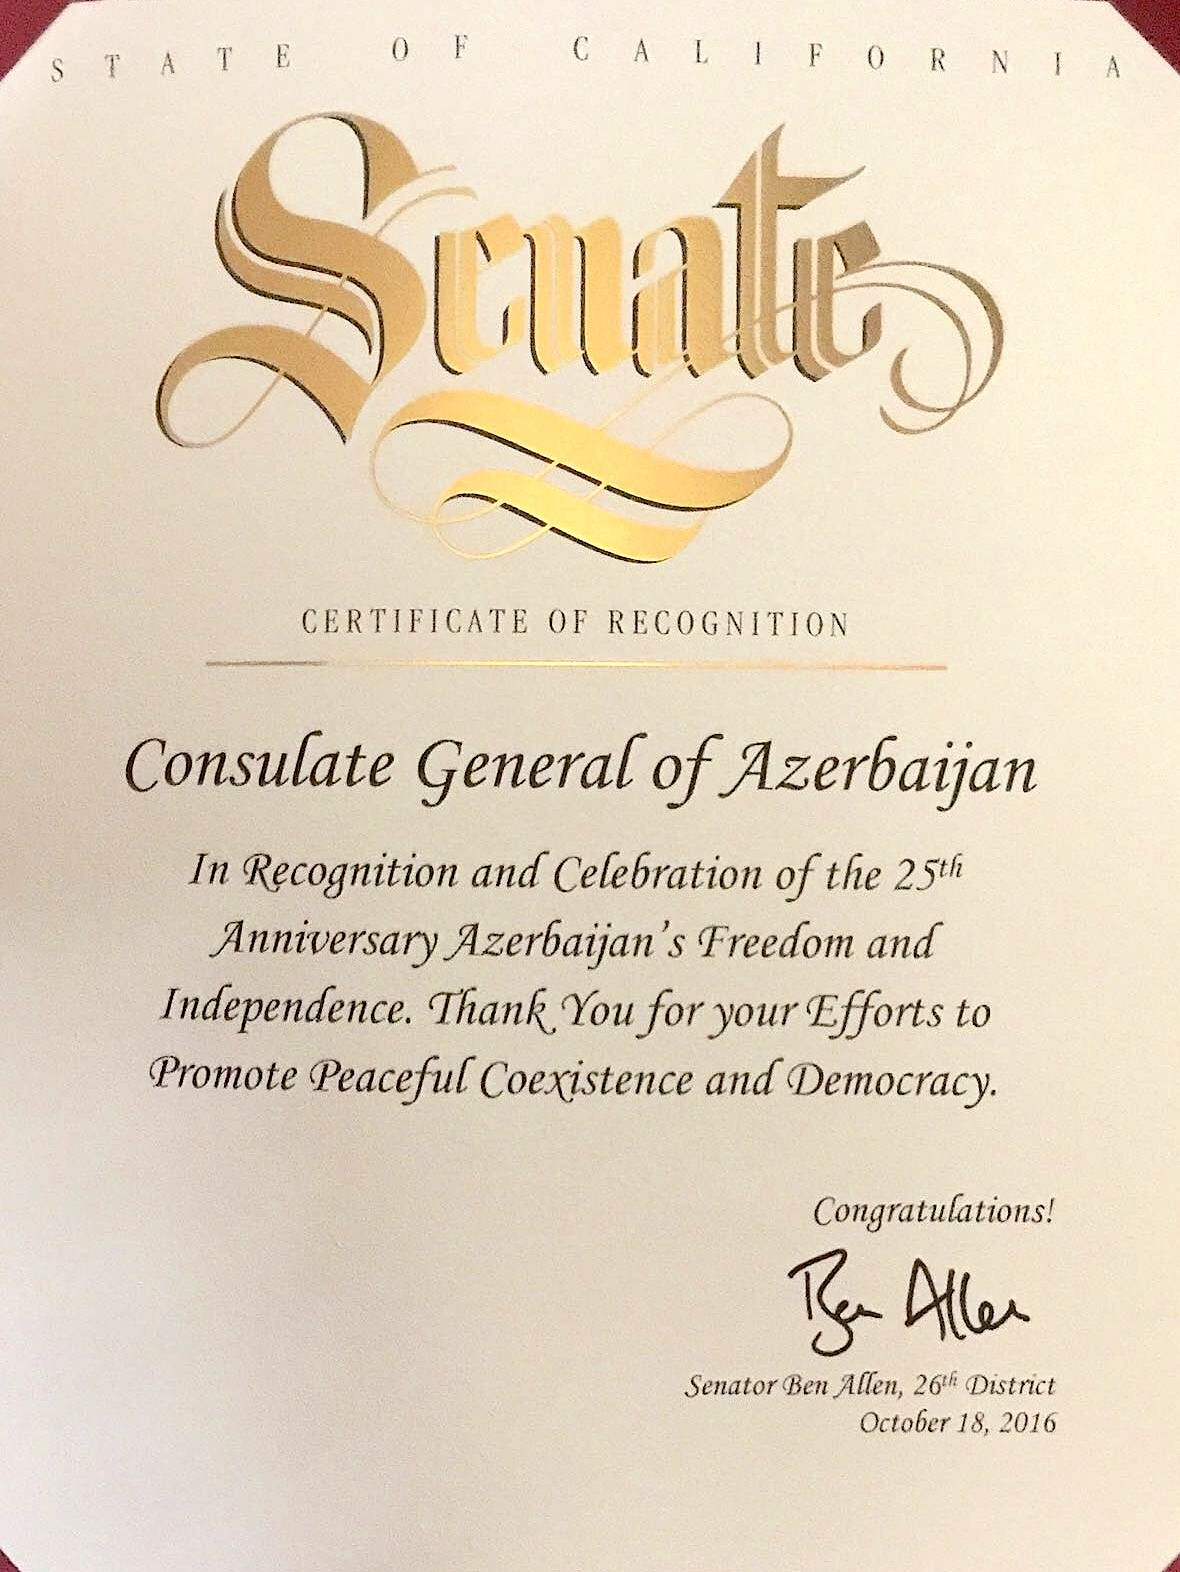 STATE OF CALIFORNIA
Senate
CERTIFICATE OF RECOGNITION
Consulate General of Azerbaijan
In Recognition and Celebration of the 25th
Anniversary Azerbaijan's Freedom and
Independence. Thank You for your Efforts to
Promote Peaceful Coexistence and Democracy.
Congratulations!
Ben Allen
Senator Ben Allen, 26th District
October 18, 2016